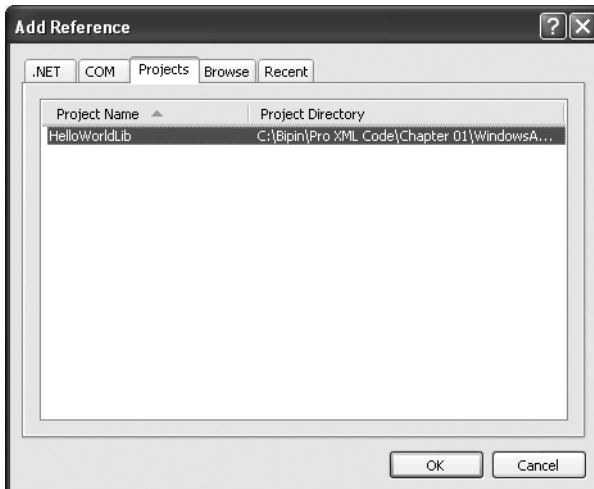 Add Reference
.NET COM Projects Browse Recent
Project Name Project Directory
HelloWorldLib C:\Bipin\Pro XML Code\Chapter 01\WindowsA...
OK Cancel